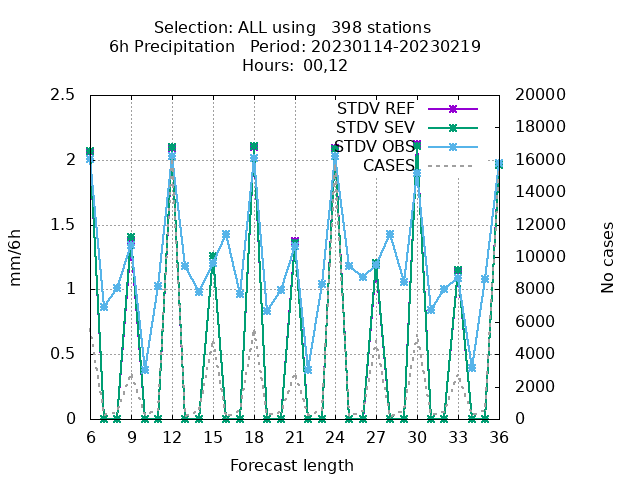 Selection: ALL using   398 stations
6h Precipitation   Period: 20230114-20230219
Hours:  00,12
2.5
2
1.5
1
0.5
0
mm/6h
STDV REF
STDV SEV
STDV OBS
CASES
20000
18000
16000
14000
12000
10000
8000
6000
4000
2000
0
No cases
6 9 12 15 18 21 24 27 30 33 36
Forecast length